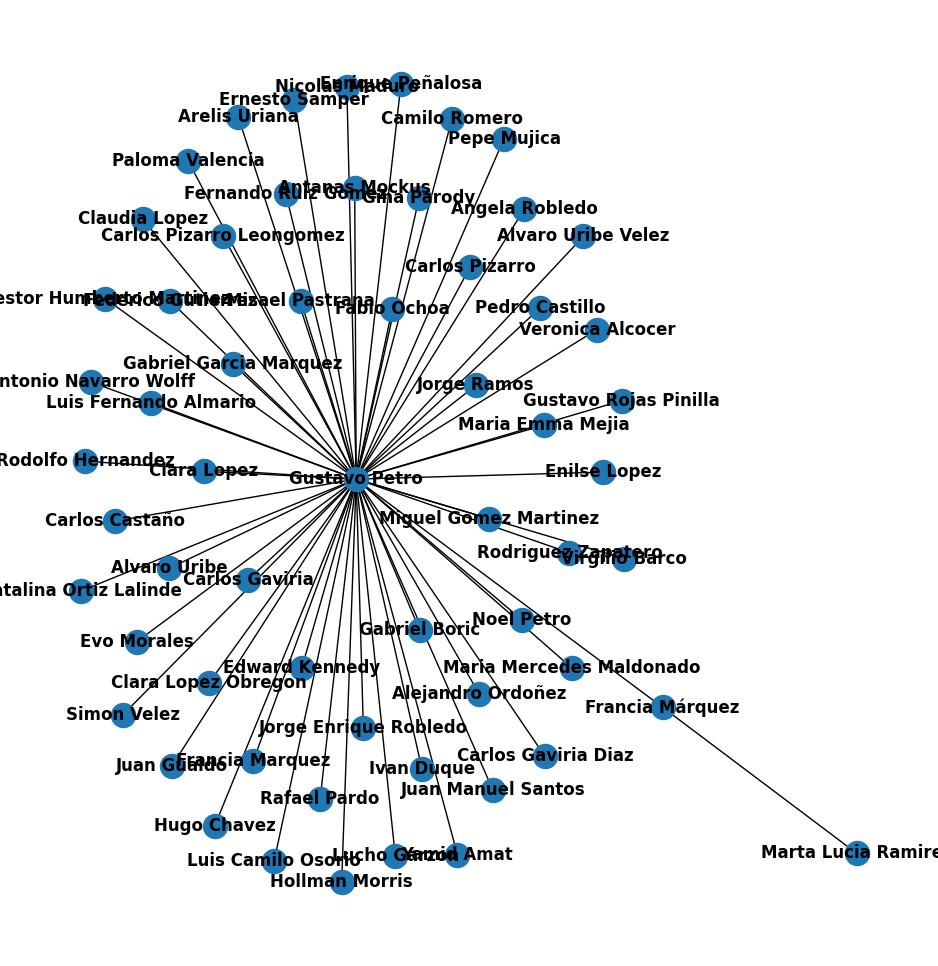 Nicolas Maduro
Enrique Peñalosa
Ernesto Samper
Arelis Uriana
Camilo Romero
Pepe Mujica
Paloma Valencia
Fernando Ruiz Gomez
Antanas Mockus
Gina Parody
Angela Robledo
Claudia Lopez
Carlos Pizarro Leongomez
Alvaro Uribe Velez
Carlos Pizarro
estor Humberto Martinez
Federico Gutierrez
Misael Pastrana
Fabio Ochoa
Pedro Castillo
Veronica Alcocer
Gabriel Garcia Marquez
ntonio Navarro Wolff
Jorge Ramos
Luis Fernando Almario
Gustavo Rojas Pinilla
Maria Emma Mejia
Rodolfo Hernandez
Clara Lopez
Gustavo Petro
Enilse Lopez
Carlos Castaño
Miguel Gomez Martinez
Rodriguez Zapatero
Virgilio Barco
Alvaro Uribe
Carlos Gaviria
atalina Ortiz Lalinde
Noel Petro
Gabriel Boric
Evo Morales
Edward Kennedy
Maria Mercedes Maldonado
Clara Lopez Obregon
Alejandro Ordoñez
Francia Márquez
Simon Velez
Jorge Enrique Robledo
Carlos Gaviria Diaz
Juan Gualdo
Francia Marquez
Ivan Duque
Juan Manuel Santos
Rafael Pardo
Hugo Chavez
Marta Lucia Ramire
Luis Camilo Osorio
Lucho Garzon
Yamid Amat
Hollman Morris